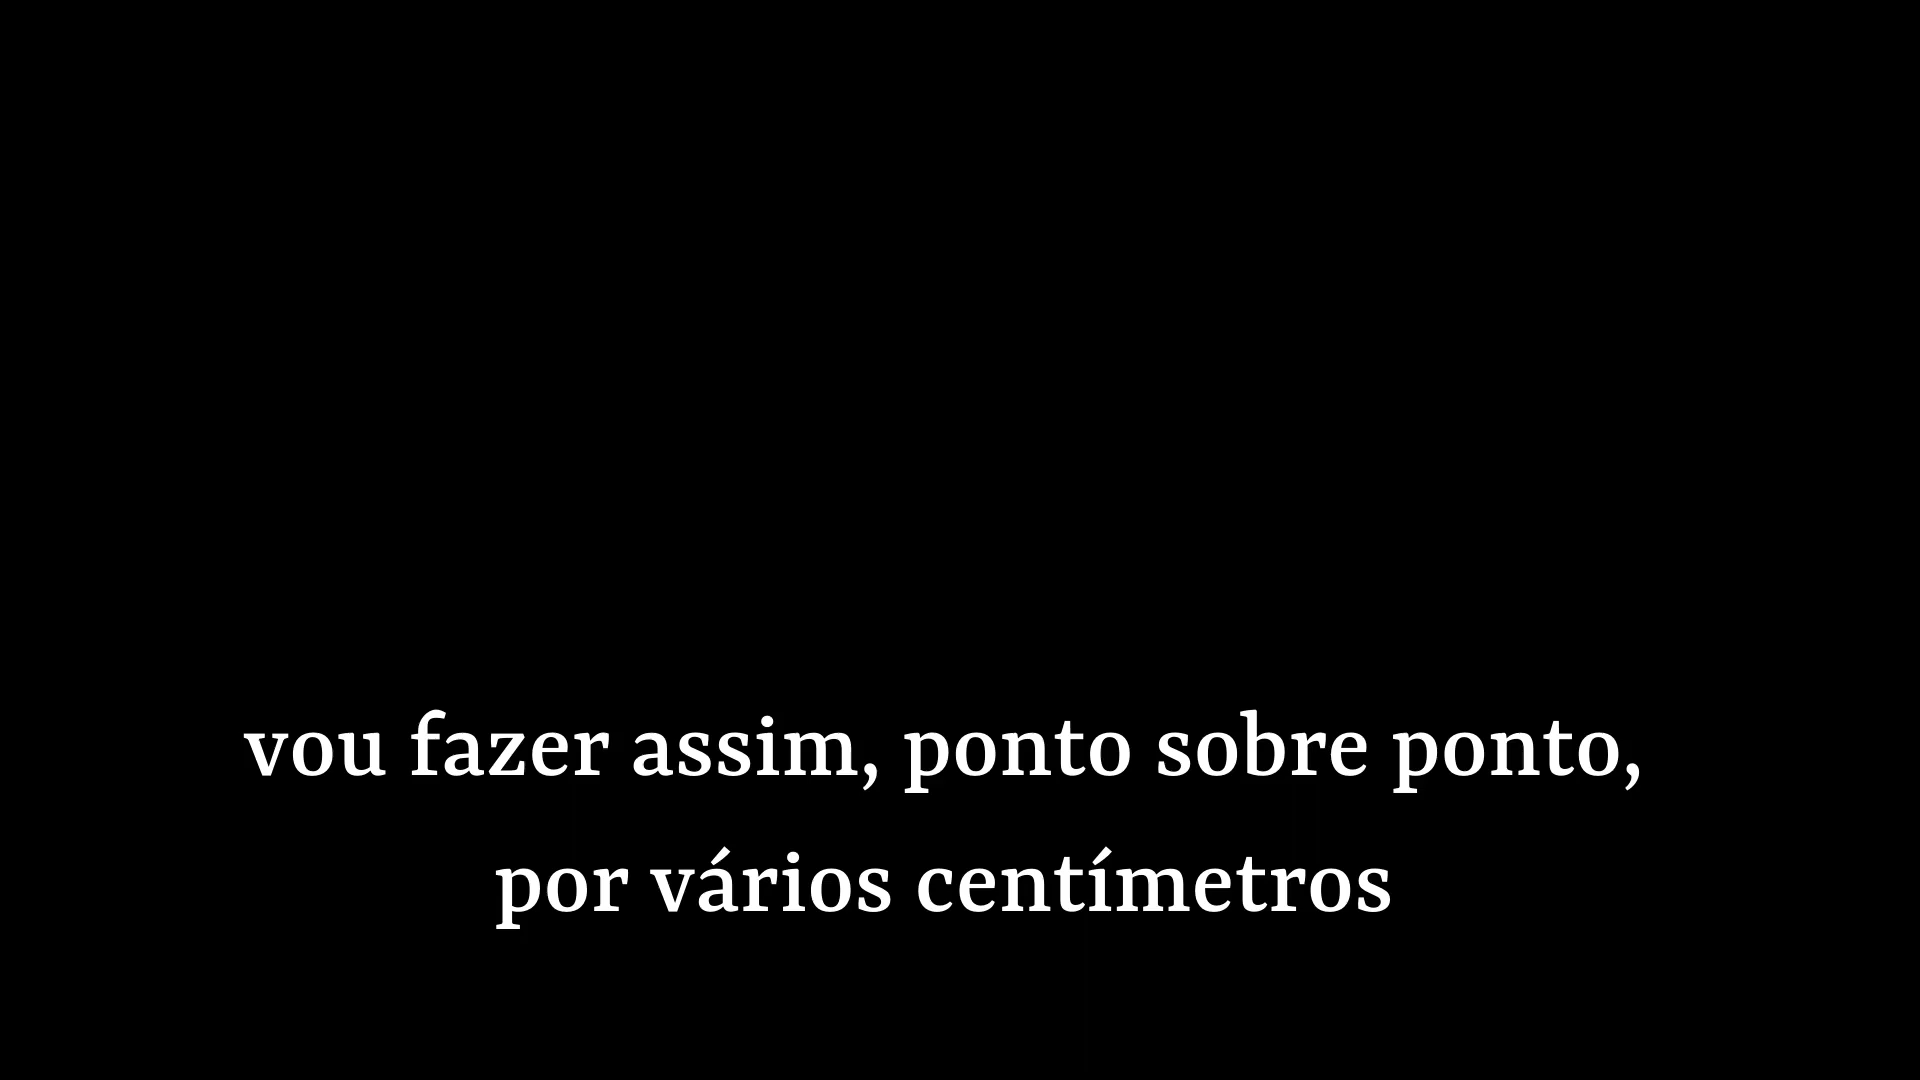 vou fazer assim, ponto sobre ponto,
por vários centímetros